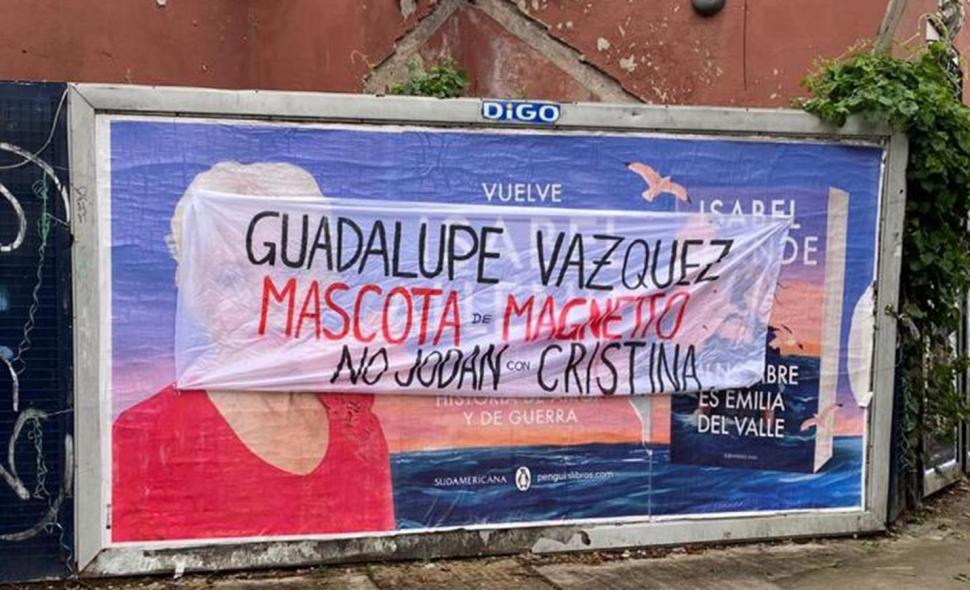 DIGO
VUELVE
ISABEL
GUADALUPE VAZQUEZ
MASCOTA DE MAGNETTO
NO JODAN CON CRISTINA
HISTORIA DE
Y DE GUERRA
SUDAMERICANA
penguinlibros.com
ISABEL
ES EMILIA
DEL VALLE